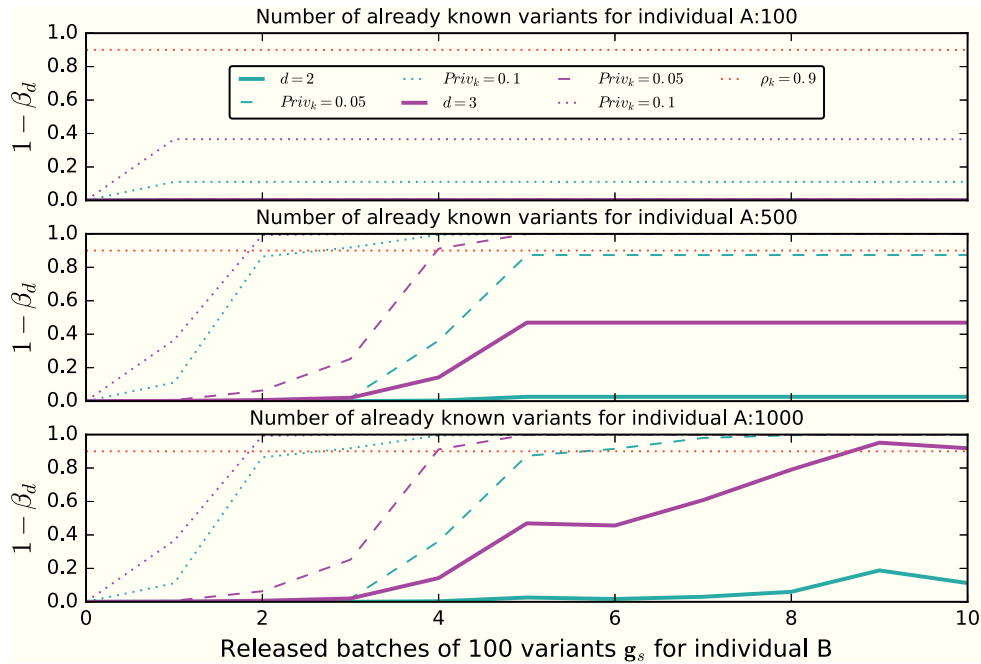 Number of already known variants for individual A:100
1.0
0.8
0.6
0.4
0.2
0.0
1 − β_d
d = 2
Priv_k = 0.1
Priv_k = 0.05
ρ_k = 0.9
Priv_k = 0.05
d = 3
Priv_k = 0.1
Number of already known variants for individual A:500
1.0
0.8
0.6
0.4
0.2
0.0
1 − β_d
Number of already known variants for individual A:1000
1.0
0.8
0.6
0.4
0.2
0.0
1 − β_d
0 2 4 6 8 10
Released batches of 100 variants g_s for individual B